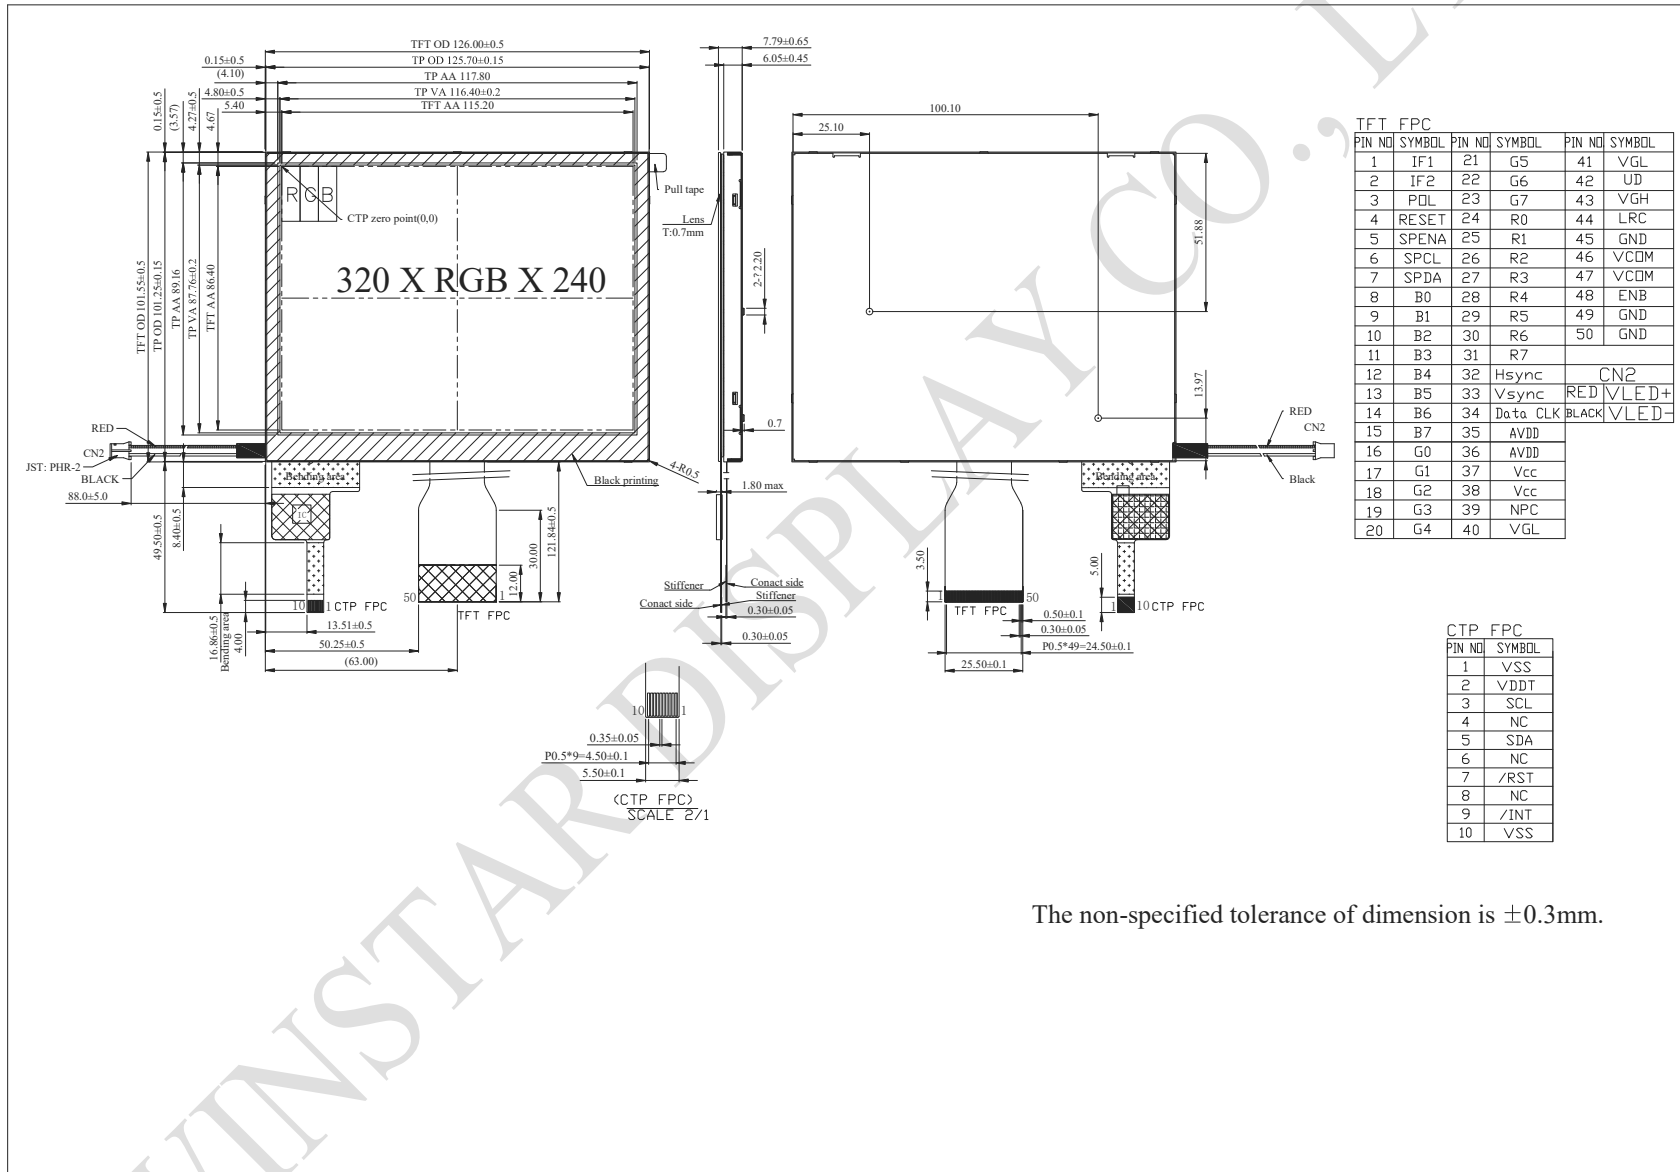 TFT OD 126.00±0.5
0.15±0.5
TP OD 125.70±0.15
(4.10)
TP AA 117.80
4.80±0.5
TP VA 116.40±0.2
5.40
TFT AA 115.20
0.15±0.5
(3.57)
4.27±0.5
4.67
TFT OD 101.55±0.5
TP OD 101.25±0.15
TP AA 89.16
TP VA 87.76±0.2
TFT AA 86.40
RGB
CTP zero point(0,0)
320 X RGB X 240
Pull tape
Lens
T:0.7mm
RED
CN2
JST: PHR-2
BLACK
88.0±5.0
Bending area
IC
Black printing
4-R0.5
49.50±0.5
8.40±0.5
16.86±0.5
Bending area
4.00
10 1 CTP FPC
13.51±0.5
50.25±0.5
(63.00)
50 1
TFT FPC
12.00
30.00
121.84±0.5
7.79±0.65
6.05±0.45
2-?2.20
0.7
1.80 max
Stiffener
Conact side
Conact side
Stiffener
0.30±0.05
0.30±0.05
10 1
0.35±0.05
P0.5*9=4.50±0.1
5.50±0.1
(CTP FPC)
SCALE 2/1
100.10
25.10
51.88
13.97
RED
CN2
Black
Bending area
3.50
5.00
1 50
TFT FPC
1 10 CTP FPC
0.50±0.1
0.30±0.05
P0.5*49=24.50±0.1
25.50±0.1
TFT FPC
PIN NO SYMBOL PIN NO. SYMBOL PIN NO. SYMBOL
1 IF1 21 G5 41 VGL
2 IF2 22 G6 42 UD
3 POL 23 G7 43 VGH
4 RESET 24 R0 44 LRC
5 SPENA 25 R1 45 GND
6 SPCL 26 R2 46 VCOM
7 SPDA 27 R3 47 VCOM
8 B0 28 R4 48 ENB
9 B1 29 R5 49 GND
10 B2 30 R6 50 GND
11 B3 31 R7
12 B4 32 Hsync CN2
13 B5 33 Vsync RED VLED+
14 B6 34 Data CLK BLACK VLED-
15 B7 35 AVDD
16 G0 36 AVDD
17 G1 37 Vcc
18 G2 38 Vcc
19 G3 39 NPC
20 G4 40 VGL
CTP FPC
PIN NO. SYMBOL
1 VSS
2 VDDT
3 SCL
4 NC
5 SDA
6 NC
7 /RST
8 NC
9 /INT
10 VSS
The non-specified tolerance of dimension is ±0.3mm.
WINSTAR DISPLAY CO., L